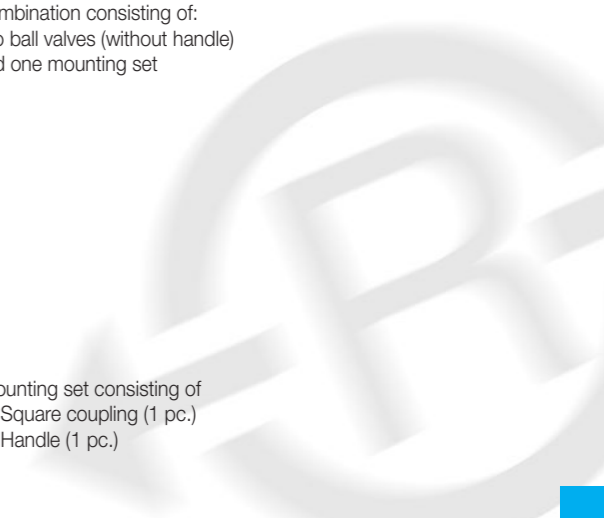 mbination consisting of:
o ball valves (without handle)
d one mounting set
ounting set consisting of
Square coupling (1 pc.)
Handle (1 pc.)
R